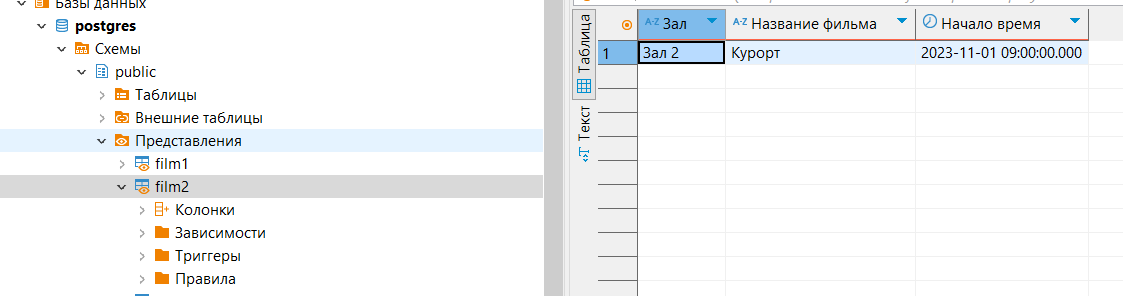 Базы данных
postgres
Схемы
public
Таблицы
Внешние таблицы
Представления
film1
film2
Колонки
Зависимости
Триггеры
Правила
Таблица
Текст
A-Z Зал
A-Z Название фильма
Начало время
1 Зал 2 Курорт 2023-11-01 09:00:00.000